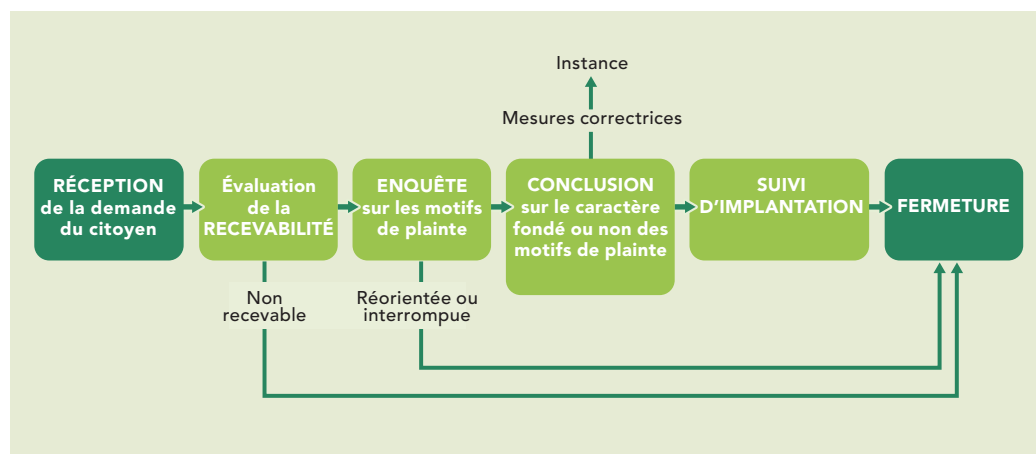 Instance
Mesures correctrices
RÉCEPTION
de la demande
du citoyen
Évaluation
de la
RECEVABILITÉ
ENQUÊTE
sur les motifs
de plainte
CONCLUSION
sur le caractère
fondé ou non des
motifs de plainte
SUIVI
D'IMPLANTATION
FERMETURE
Non
recevable
Réorientée ou
interrompue